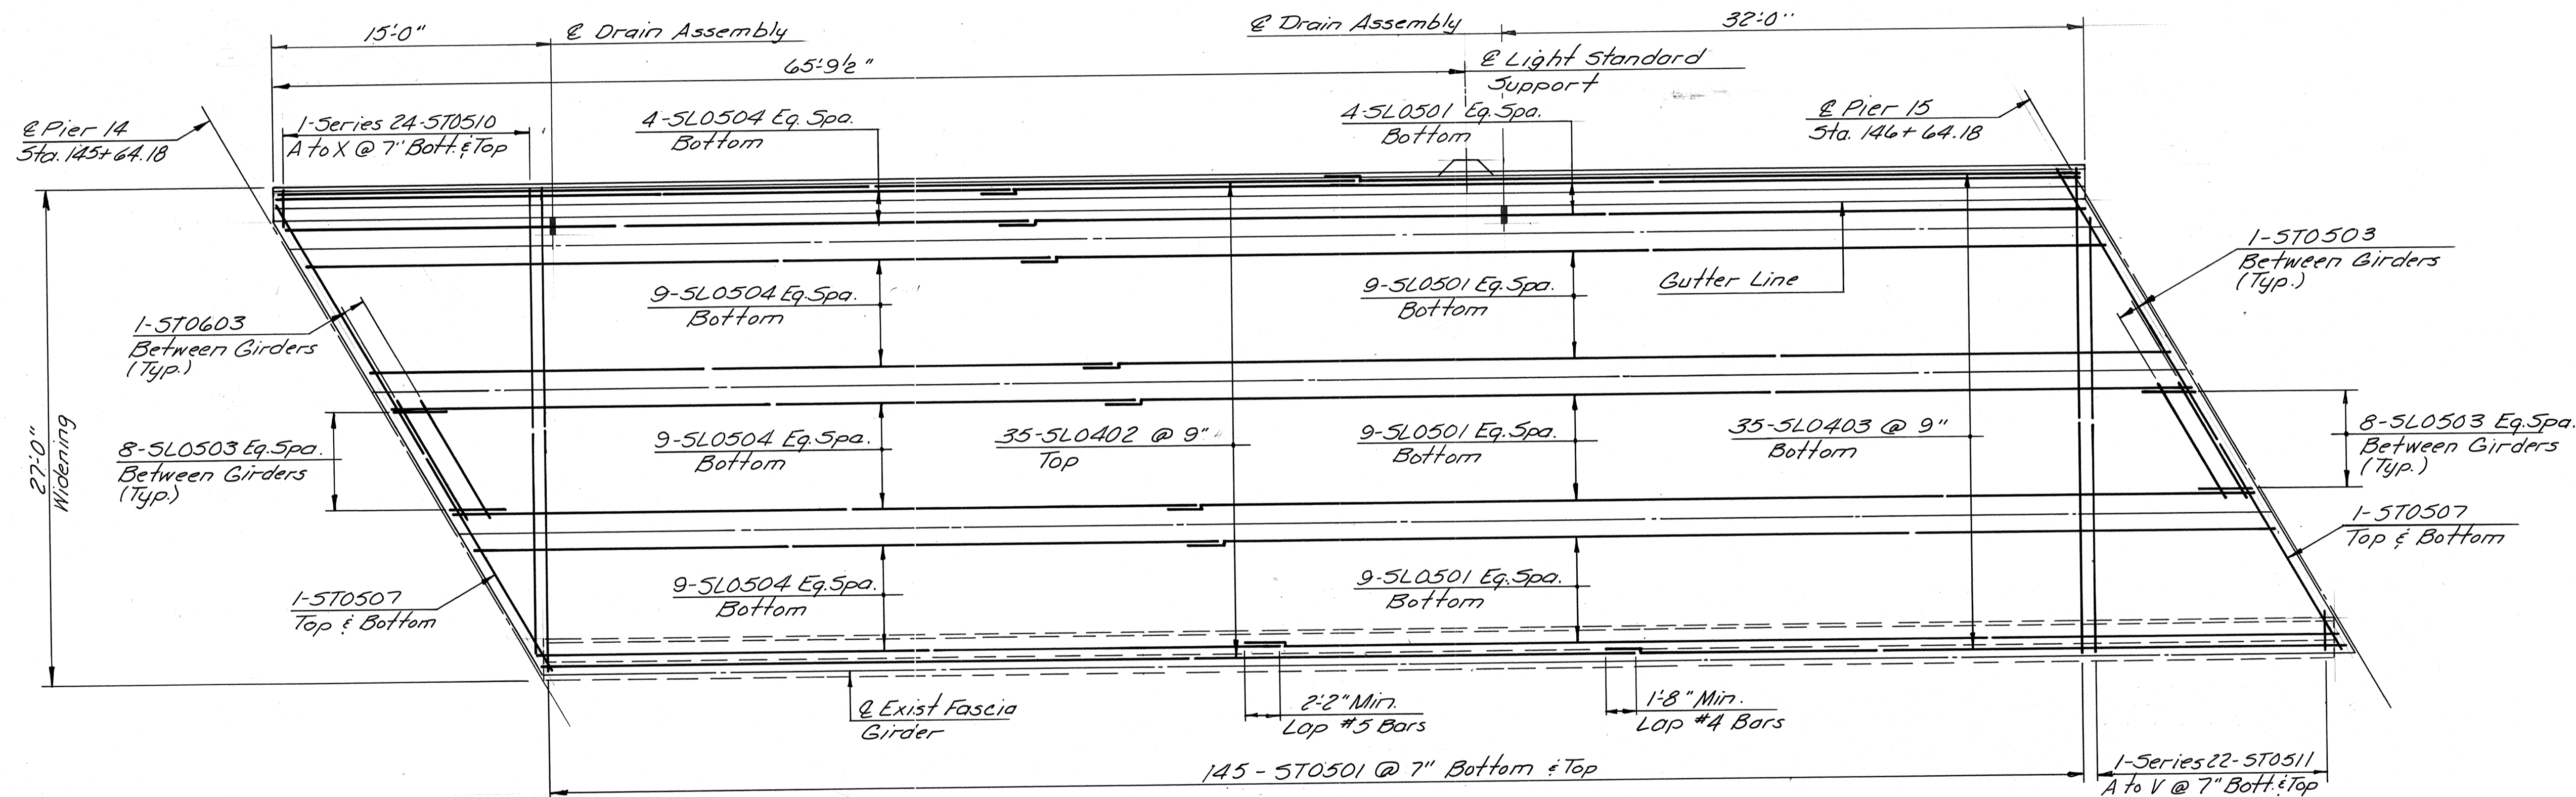 15'-0"
℄ Drain Assembly
℄ Drain Assembly
32'-0"
65'-9½"
℄ Light Standard
Support
℄ Pier 14
Sta. 145+64.18
1-Series 24-ST0510
A to X @ 7" Bott. & Top
4-SL0504 Eq. Spa.
Bottom
4-SL0501 Eq. Spa.
Bottom
℄ Pier 15
Sta. 146+64.18
1-ST0503
Between Girders
(Typ.)
9-SL0504 Eq. Spa.
Bottom
9-SL0501 Eq. Spa.
Bottom
Gutter Line
1-ST0603
Between Girders
(Typ.)
27'-0"
Widening
8-SL0503 Eq. Spa.
Between Girders
(Typ.)
9-SL0504 Eq. Spa.
Bottom
35-SL0402 @ 9"
Top
9-SL0501 Eq. Spa.
Bottom
35-SL0403 @ 9"
Bottom
8-SL0503 Eq. Spa.
Between Girders
(Typ.)
1-ST0507
Top & Bottom
1-ST0507
Top & Bottom
9-SL0504 Eq. Spa.
Bottom
9-SL0501 Eq. Spa.
Bottom
℄ Exist Fascia
Girder
2'-2" Min.
Lap #5 Bars
1'-8" Min.
Lap #4 Bars
145 - ST0501 @ 7" Bottom & Top
1-Series 22-ST0511
A to V @ 7" Bott. & Top